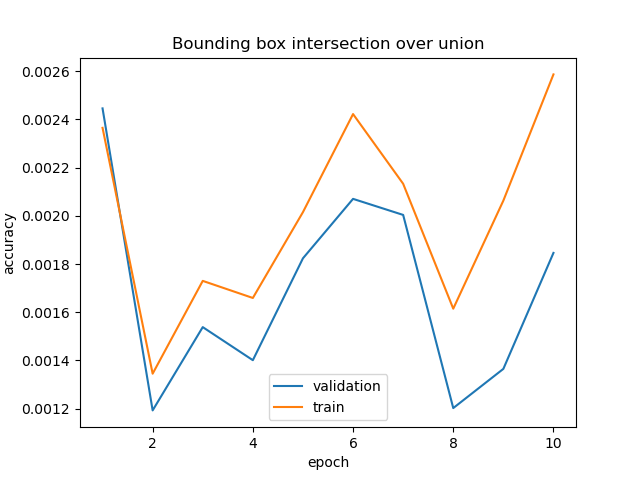 Bounding box intersection over union
0.0026
0.0024
0.0022
0.0020
0.0018
0.0016
0.0014
0.0012
accuracy
validation
train
2 4 6 8 10
epoch